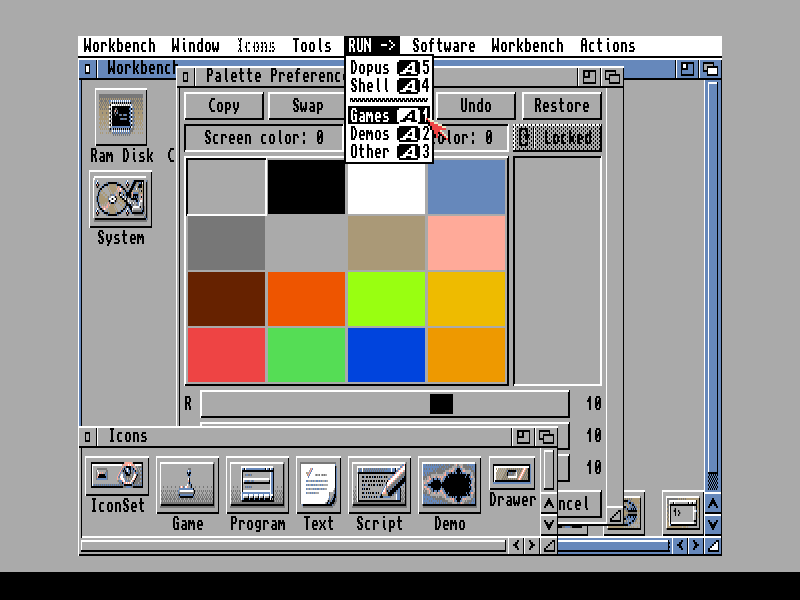 Workbench Window Icons Tools RUN -> Software Workbench Actions
Workbench
Palette Preference
Dopus A 5
Shell A 4
Games A 1
Demos A 2
Other A 3
Copy Swap Undo Restore
Screen color: 0 olor: 0 Locked
Ram Disk C
System
R 10
10
10
ncel
Icons
IconSet Game Program Text Script Demo Drawer